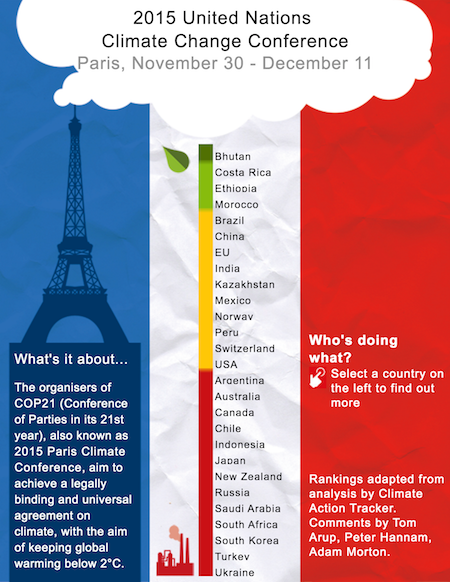 2015 United Nations
Climate Change Conference
Paris, November 30 - December 11
Bhutan
Costa Rica
Ethiopia
Morocco
Brazil
China
EU
India
Kazakhstan
Mexico
Norway
Peru
Switzerland
USA
Argentina
Australia
Canada
Chile
Indonesia
Japan
New Zealand
Russia
Saudi Arabia
South Africa
South Korea
Turkey
Ukraine
What's it about...
The organisers of
COP21 (Conference
of Parties in its 21st
year), also known as
2015 Paris Climate
Conference, aim to
achieve a legally
binding and universal
agreement on
climate, with the aim
of keeping global
warming below 2°C.
Who's doing
what?
Select a country on
the left to find out
more
Rankings adapted from
analysis by Climate
Action Tracker.
Comments by Tom
Arup, Peter Hannam,
Adam Morton.